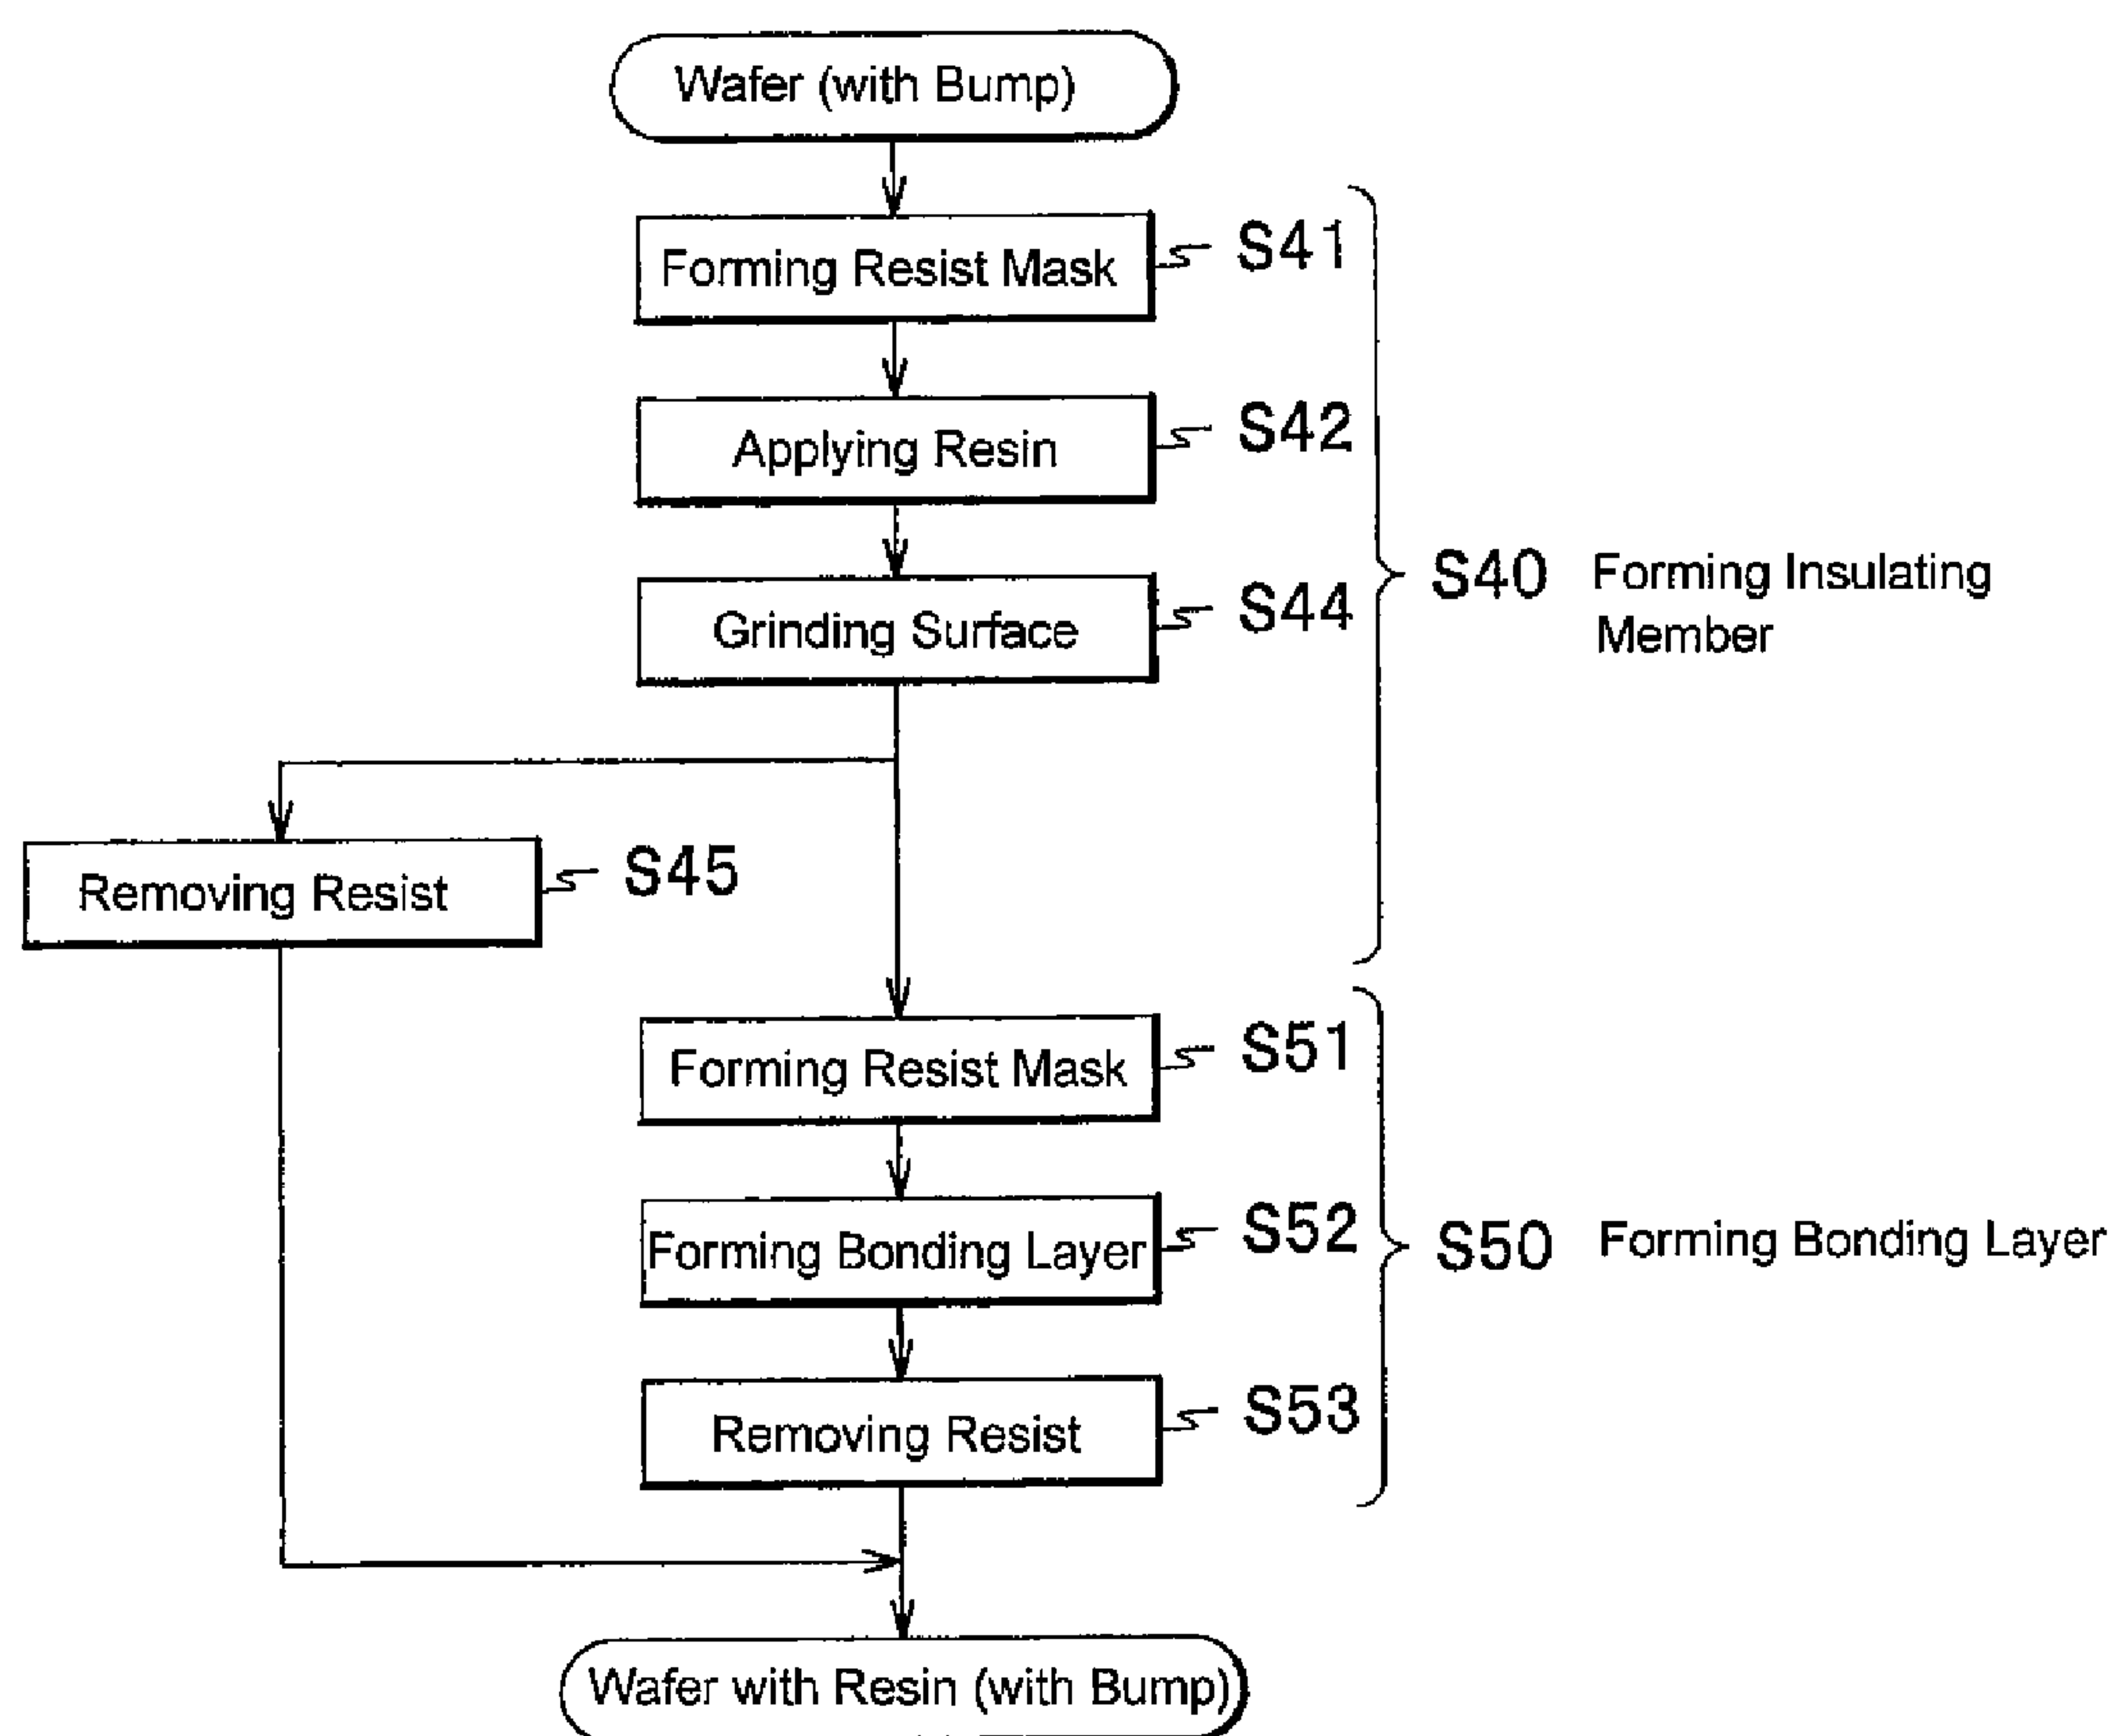 Wafer (with Bump)
Forming Resist Mask
S41
Applying Resin
S42
Grinding Surface
S44
S40 Forming Insulating
Member
Removing Resist
S45
Forming Resist Mask
S51
Forming Bonding Layer
S52
S50 Forming Bonding Layer
Removing Resist
S53
Wafer with Resin (with Bump)